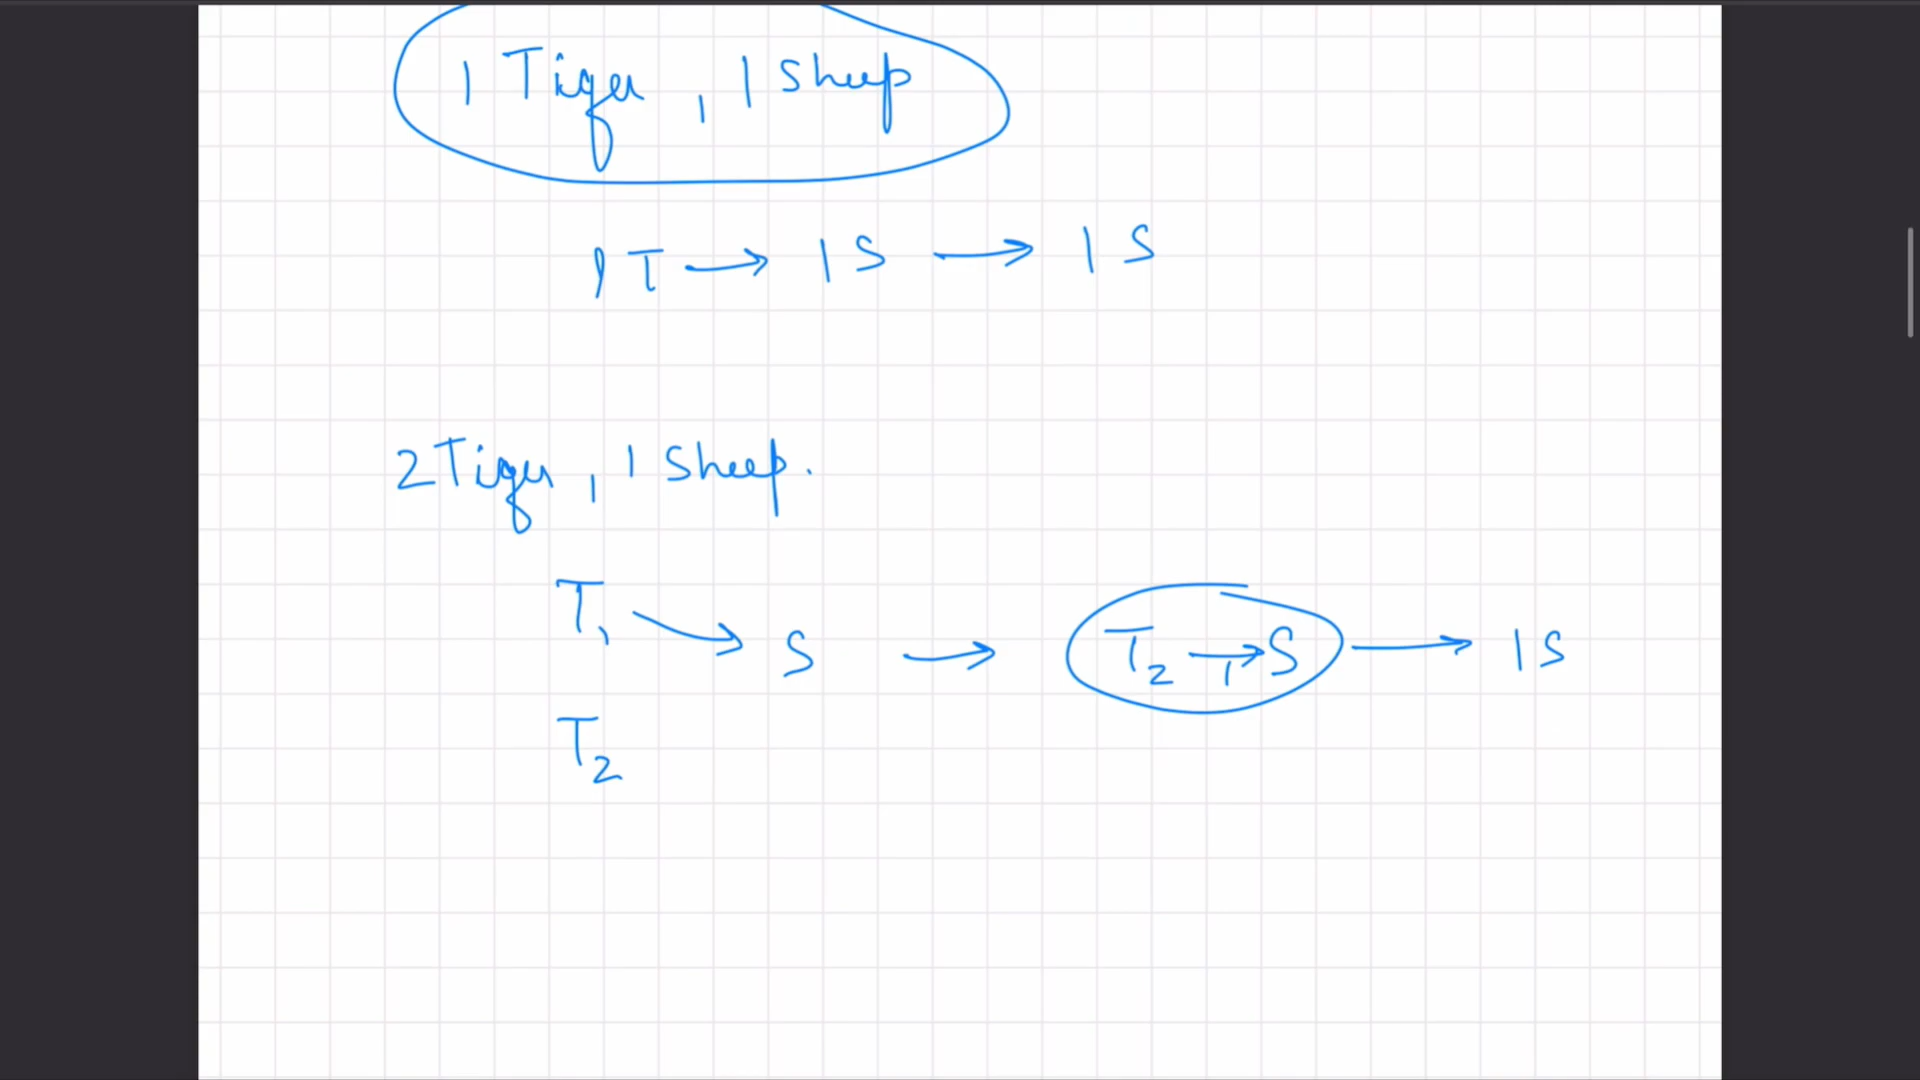 1 Tiger , 1 Sheep
1 T → 1 S → 1 S
2 Tiger , 1 Sheep.
T1 → S → T2 → , S → 1 S
T2